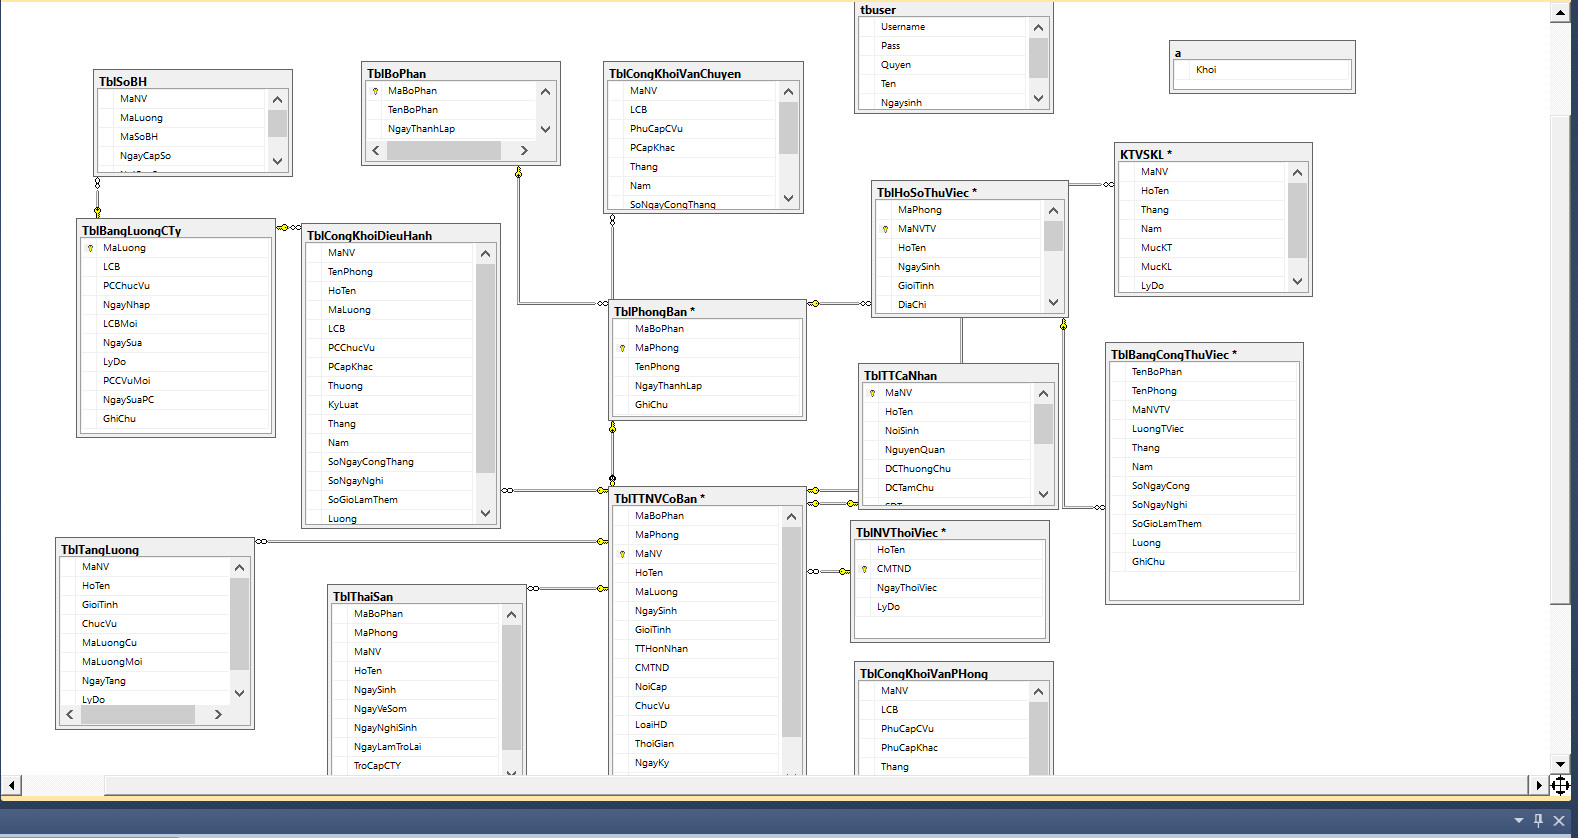 tbuser
Username
Pass
Quyen
Ten
Ngaysinh
a
Khoi
TblSoBH
MaNV
MaLuong
MaSoBH
NgayCapSo
TblBoPhan
MaBoPhan
TenBoPhan
NgayThanhLap
TblCongKhoiVanChuyen
MaNV
LCB
PhuCapCVu
PCapKhac
Thang
Nam
SoNgayCongThang
KTVSKL *
MaNV
HoTen
Thang
Nam
MucKT
MucKL
LyDo
TblHoSoThuViec *
MaPhong
MaNVTV
HoTen
NgaySinh
GioiTinh
DiaChi
TblBangLuongCTy
MaLuong
LCB
PCChucVu
NgayNhap
LCBMoi
NgaySua
LyDo
PCCVuMoi
NgaySuaPC
GhiChu
TblCongKhoiDieuHanh
MaNV
TenPhong
HoTen
MaLuong
LCB
PCChucVu
PCapKhac
Thuong
KyLuat
Thang
Nam
SoNgayCongThang
SoNgayNghi
SoGioLamThem
Luong
TblPhongBan *
MaBoPhan
MaPhong
TenPhong
NgayThanhLap
GhiChu
TblTTCaNhan
MaNV
HoTen
NoiSinh
NguyenQuan
DCThuongChu
DCTamChu
TblBangCongThuViec *
TenBoPhan
TenPhong
MaNVTV
LuongTViec
Thang
Nam
SoNgayCong
SoNgayNghi
SoGioLamThem
Luong
GhiChu
TblTTNVCoBan *
MaBoPhan
MaPhong
MaNV
HoTen
MaLuong
NgaySinh
GioiTinh
TTHonNhan
CMTND
NoiCap
ChucVu
LoaiHD
ThoiGian
NgayKy
TblNVThoiViec *
HoTen
CMTND
NgayThoiViec
LyDo
TblTangLuong
MaNV
HoTen
GioiTinh
ChucVu
MaLuongCu
MaLuongMoi
NgayTang
LyDo
TblThaiSan
MaBoPhan
MaPhong
MaNV
HoTen
NgaySinh
NgayVeSom
NgayNghiSinh
NgayLamTroLai
TroCapCTY
TblCongKhoiVanPHong
MaNV
LCB
PhuCapCVu
PhuCapKhac
Thang